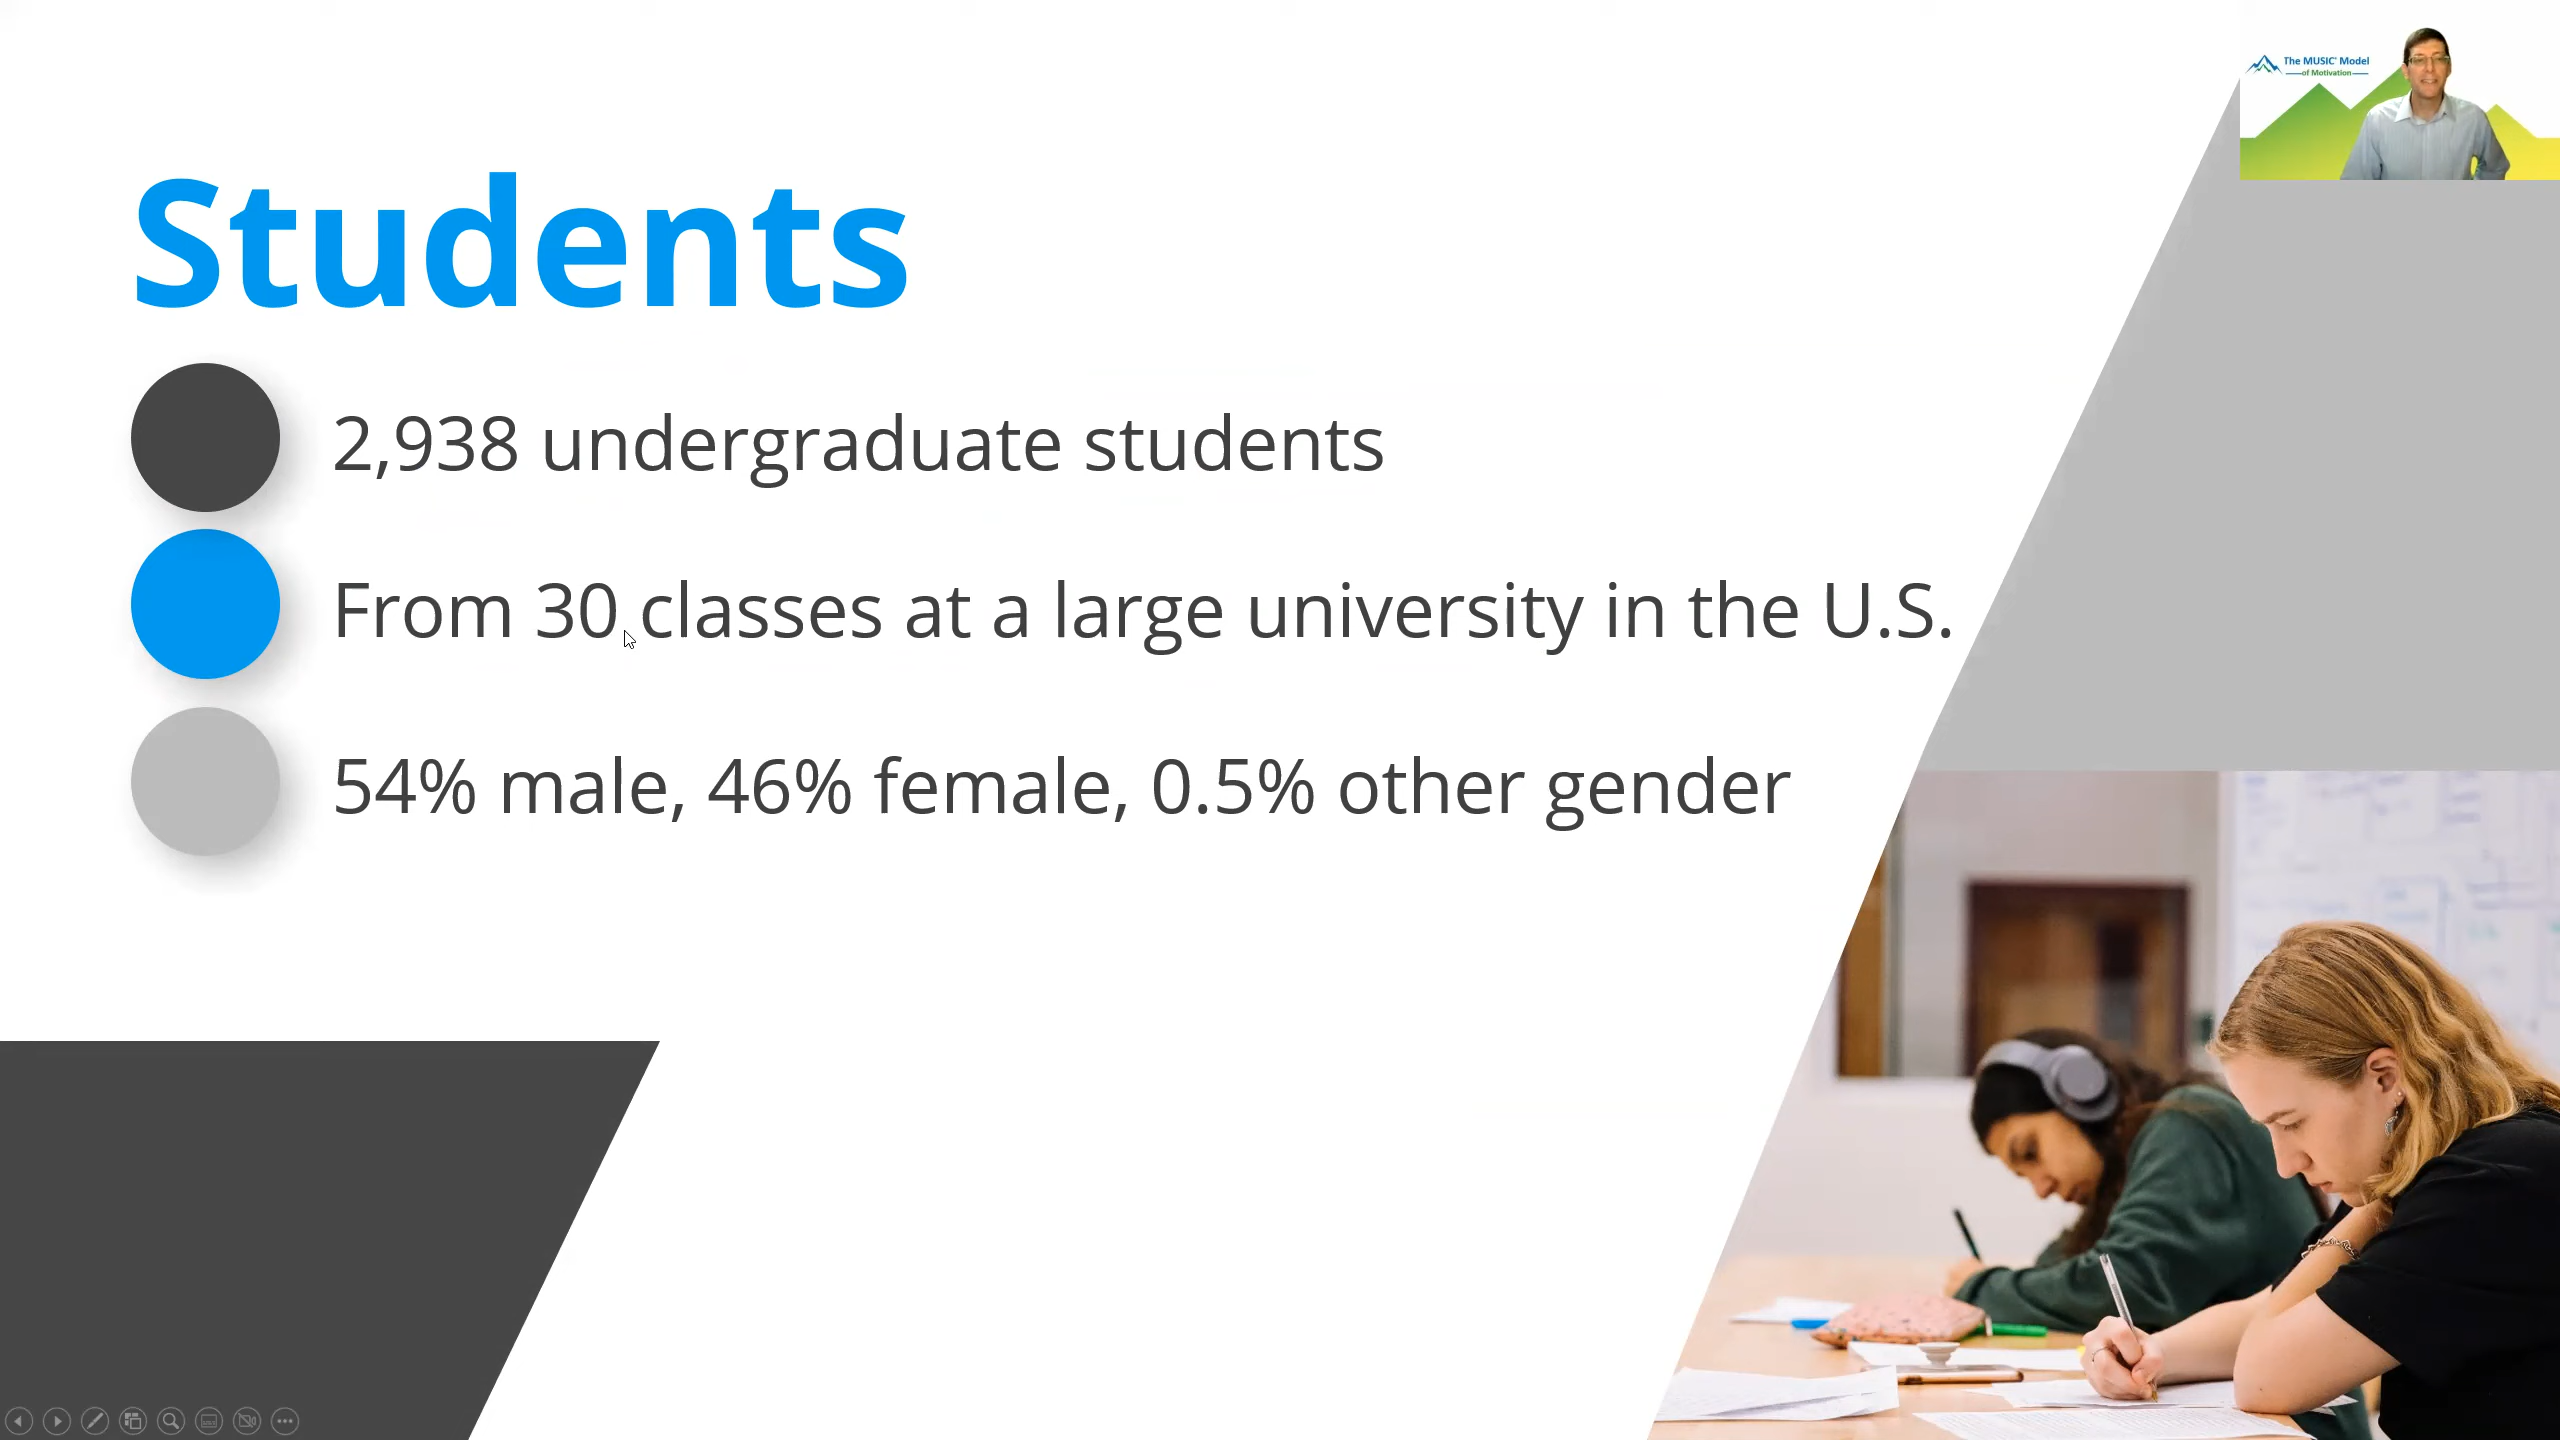 The MUSIC® Model
of Motivation
Students
2,938 undergraduate students
From 30 classes at a large university in the U.S.
54% male, 46% female, 0.5% other gender